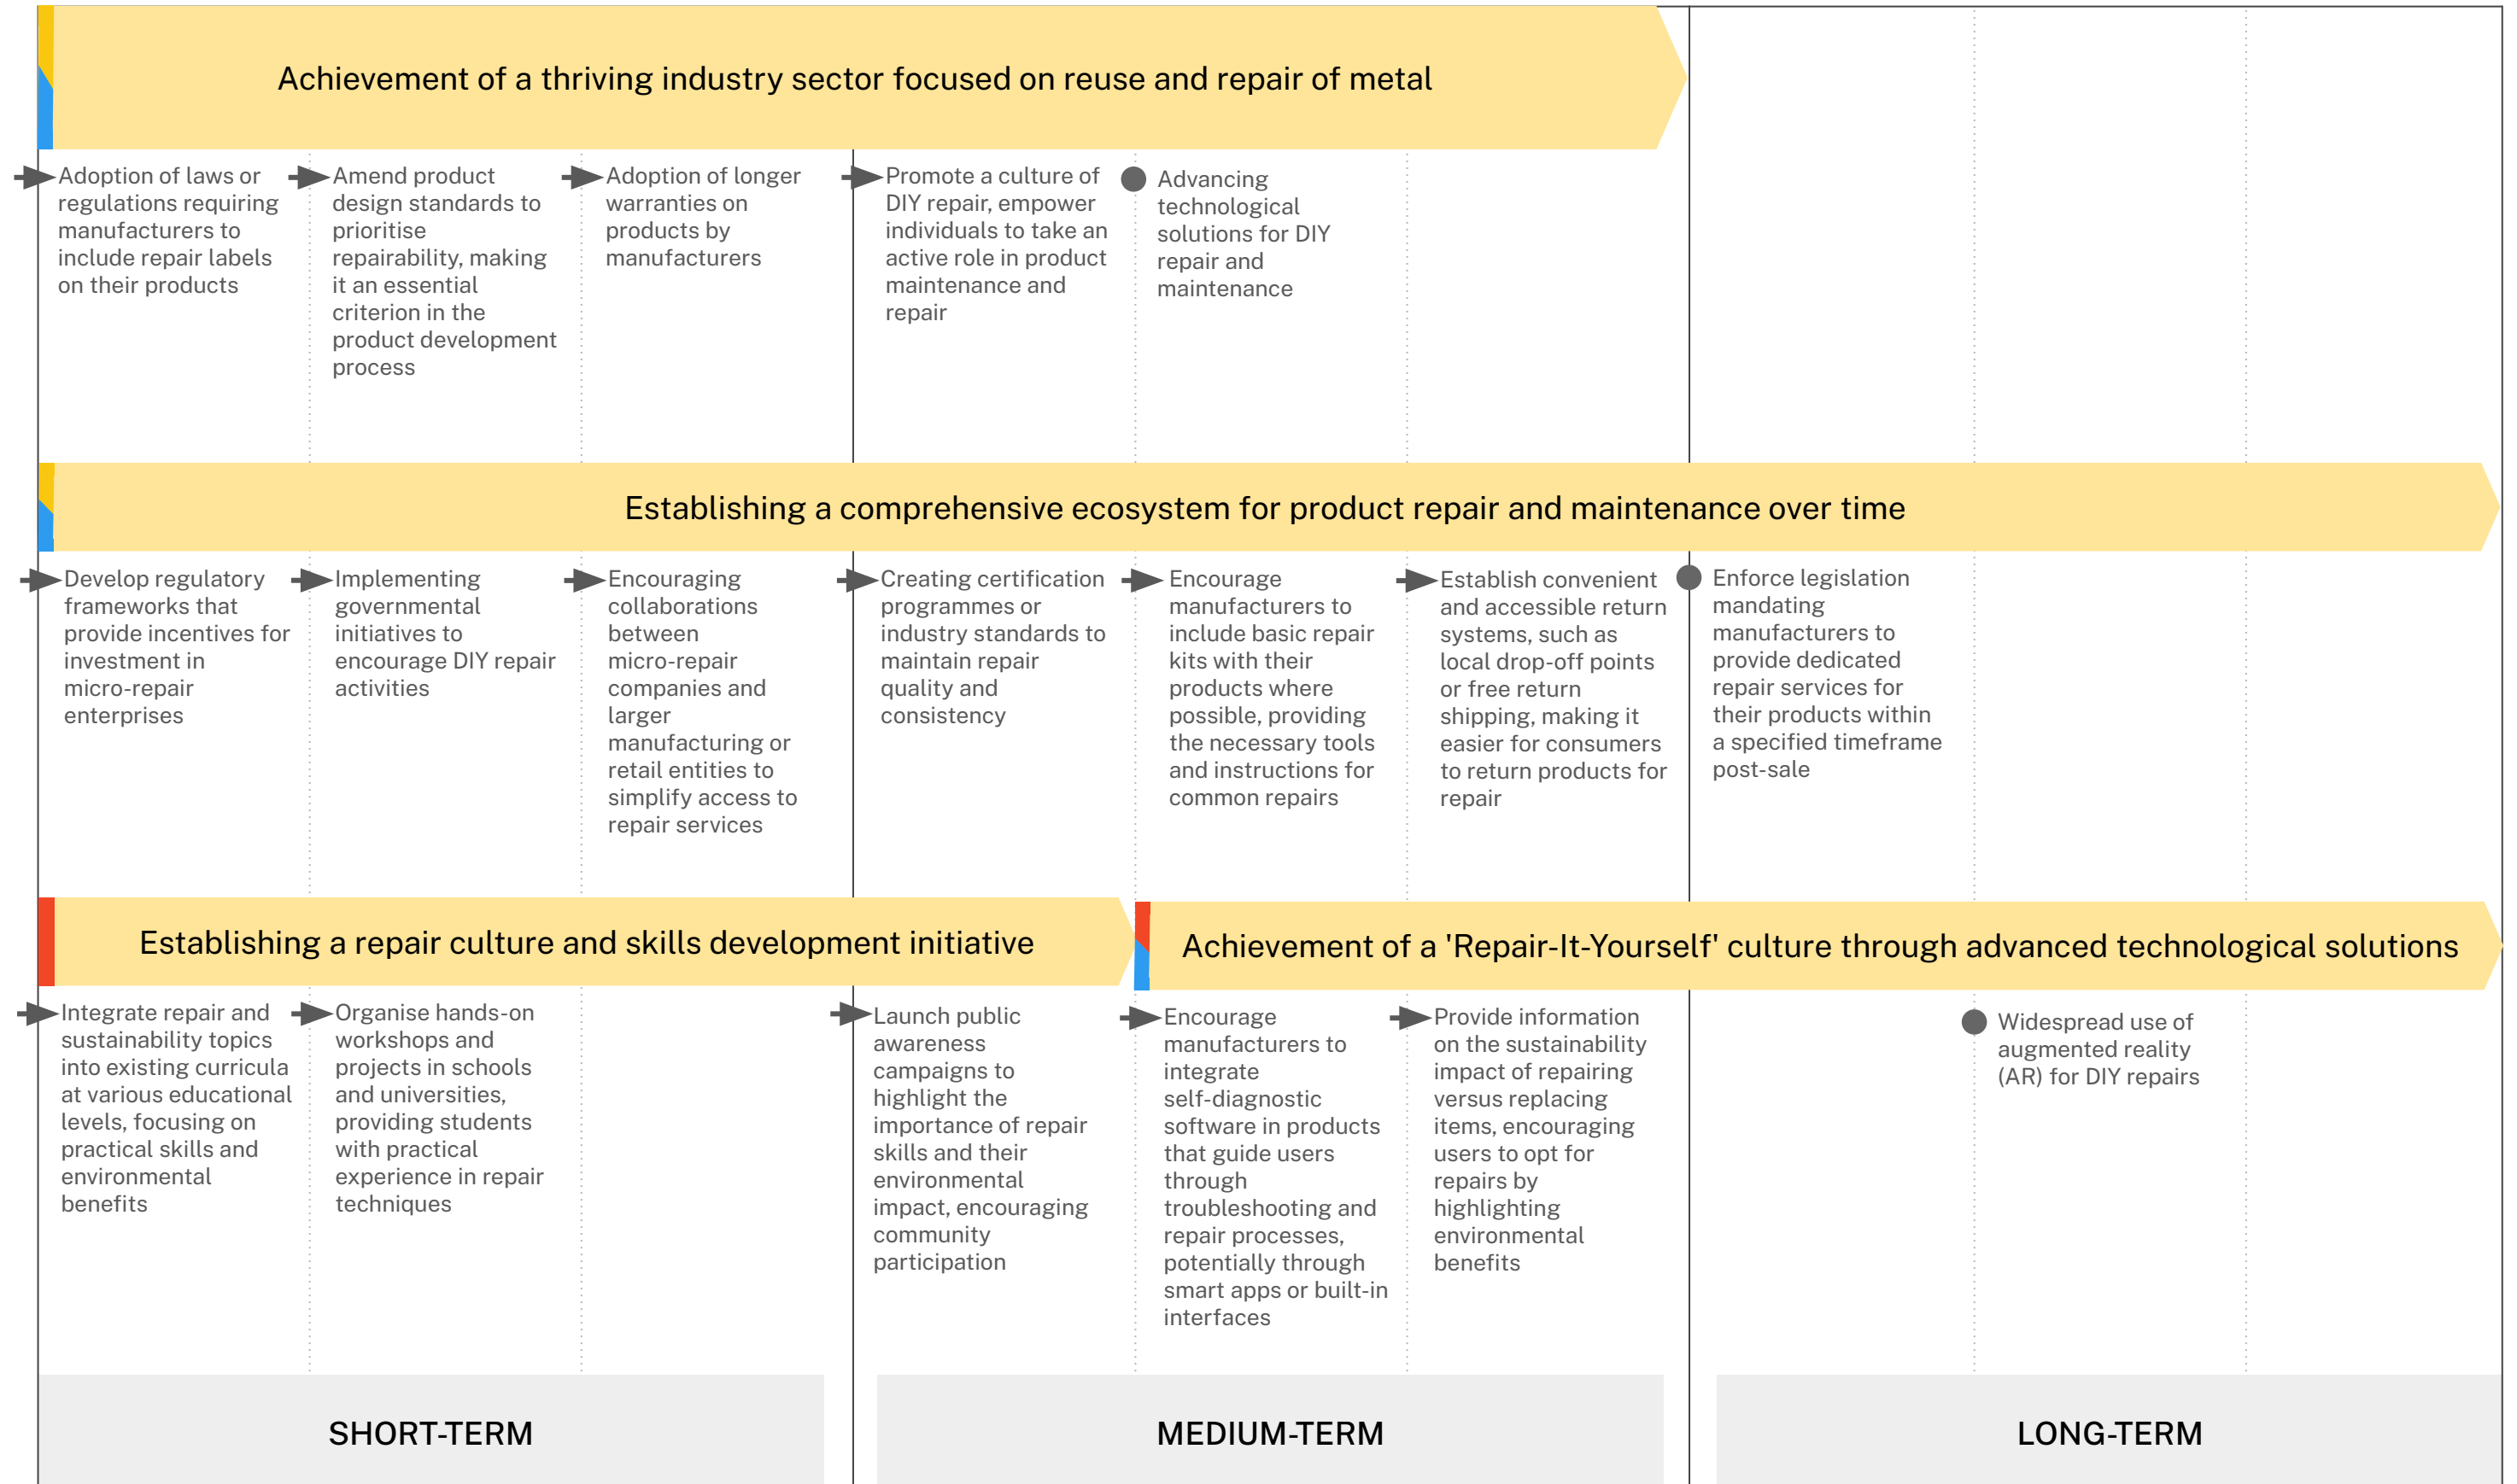 Achievement of a thriving industry sector focused on reuse and repair of metal
Adoption of laws or
regulations requiring
manufacturers to
include repair labels
on their products
Amend product
design standards to
prioritise
repairability, making
it an essential
criterion in the
product development
process
Adoption of longer
warranties on
products by
manufacturers
Promote a culture of
DIY repair, empower
individuals to take an
active role in product
maintenance and
repair
Advancing
technological
solutions for DIY
repair and
maintenance
Establishing a comprehensive ecosystem for product repair and maintenance over time
Develop regulatory
frameworks that
provide incentives for
investment in
micro-repair
enterprises
Implementing
governmental
initiatives to
encourage DIY repair
activities
Encouraging
collaborations
between
micro-repair
companies and
larger
manufacturing or
retail entities to
simplify access to
repair services
Creating certification
programmes or
industry standards to
maintain repair
quality and
consistency
Encourage
manufacturers to
include basic repair
kits with their
products where
possible, providing
the necessary tools
and instructions for
common repairs
Establish convenient
and accessible return
systems, such as
local drop-off points
or free return
shipping, making it
easier for consumers
to return products for
repair
Enforce legislation
mandating
manufacturers to
provide dedicated
repair services for
their products within
a specified timeframe
post-sale
Establishing a repair culture and skills development initiative
Achievement of a 'Repair-It-Yourself' culture through advanced technological solutions
Integrate repair and
sustainability topics
into existing curricula
at various educational
levels, focusing on
practical skills and
environmental
benefits
Organise hands-on
workshops and
projects in schools
and universities,
providing students
with practical
experience in repair
techniques
Launch public
awareness
campaigns to
highlight the
importance of repair
skills and their
environmental
impact, encouraging
community
participation
Encourage
manufacturers to
integrate
self-diagnostic
software in products
that guide users
through
troubleshooting and
repair processes,
potentially through
smart apps or built-in
interfaces
Provide information
on the sustainability
impact of repairing
versus replacing
items, encouraging
users to opt for
repairs by
highlighting
environmental
benefits
Widespread use of
augmented reality
(AR) for DIY repairs
SHORT-TERM
MEDIUM-TERM
LONG-TERM